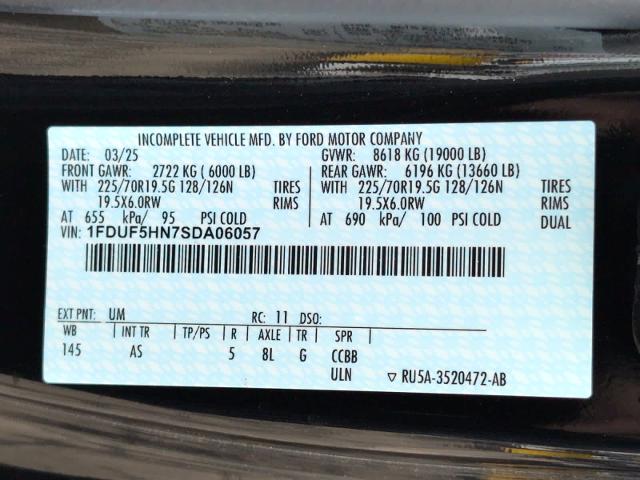 INCOMPLETE VEHICLE MFD. BY FORD MOTOR COMPANY
DATE: 03/25 GVWR: 8618 KG (19000 LB)
FRONT GAWR: 2722 KG ( 6000 LB) REAR GAWR: 6196 KG (13660 LB)
WITH 225/70R19.5G 128/126N TIRES WITH 225/70R19.5G 128/126N TIRES
19.5X6.0RW RIMS 19.5X6.0RW RIMS
AT 655 kPa/ 95 PSI COLD AT 690 kPa/ 100 PSI COLD DUAL
VIN: 1FDUF5HN7SDA06057
EXT PNT: UM RC: 11 DSO:
WB INT TR TP/PS R AXLE TR SPR
145 AS 5 8L G CCBB
ULN ▽ RU5A-3520472-AB